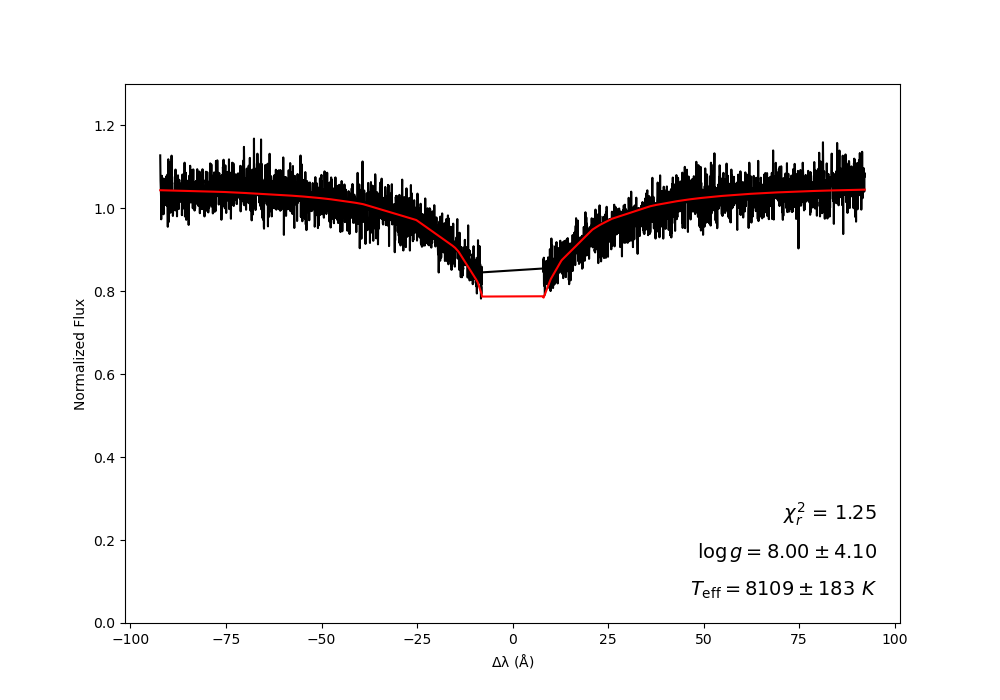 1.2
1.0
0.8
0.6
0.4
0.2
0.0
Normalized Flux
χ²ᵣ = 1.25
log g = 8.00 ± 4.10
T_eff = 8109 ± 183 K
−100 −75 −50 −25 0 25 50 75 100
Δλ (Å)